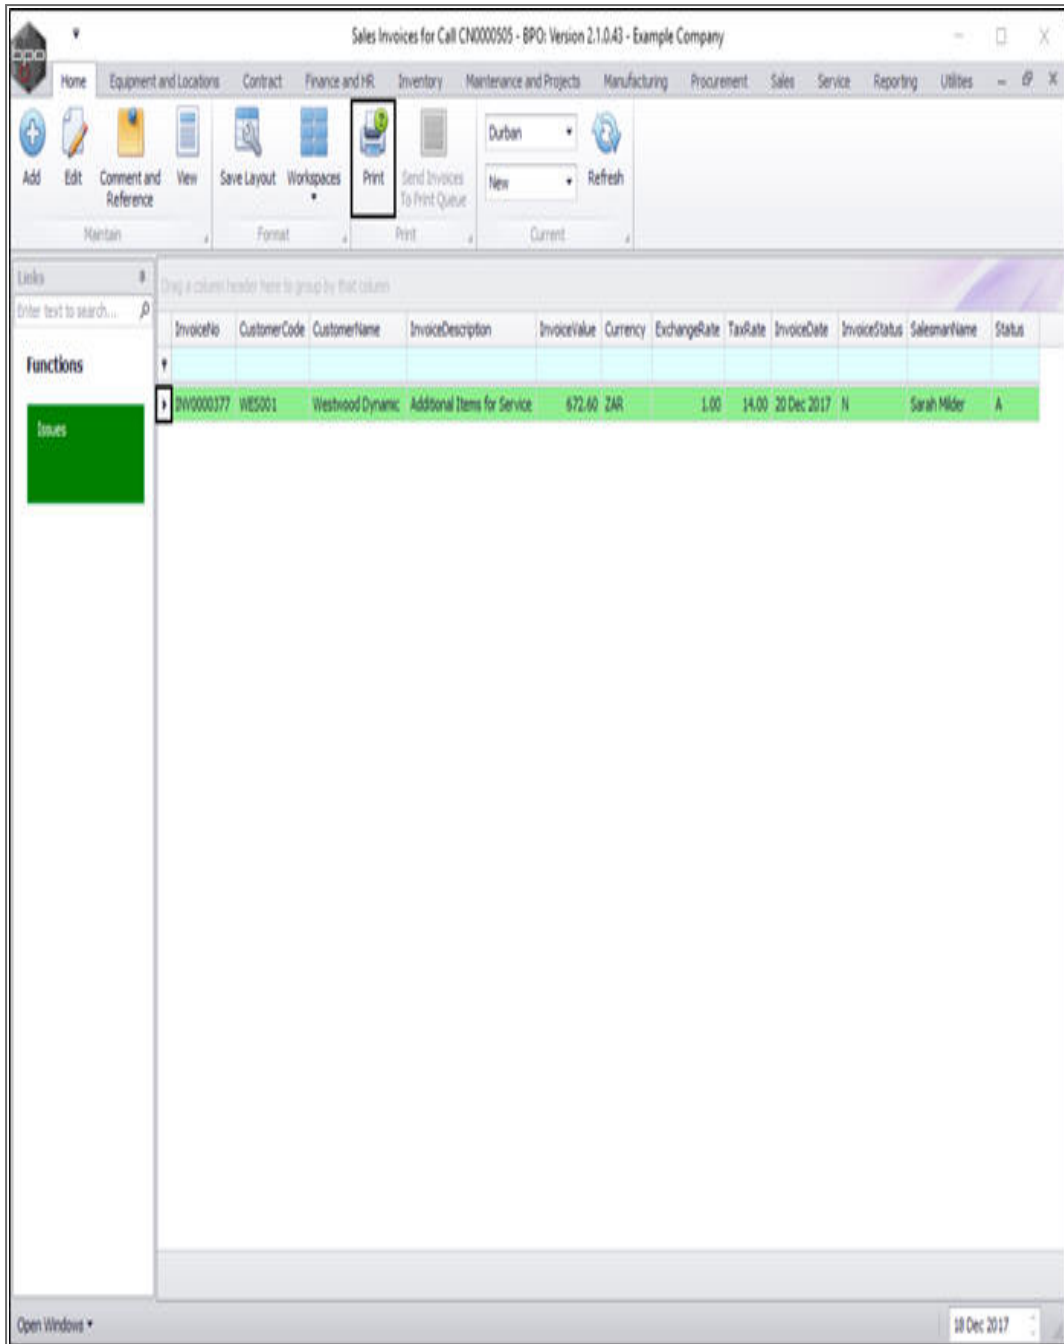 Sales Invoices for Call CN0000505 - BPO: Version 2.1.0.43 - Example Company
bpo
Home Equipment and Locations Contract Finance and HR Inventory Maintenance and Projects Manufacturing Procurement Sales Service Reporting Utilities
Add Edit Comment and Reference View Save Layout Workspaces Print Send Invoices To Print Queue Durban New Refresh
Maintain Format Print Current
Links
Enter text to search...
Drag a column header here to group by that column
InvoiceNo CustomerCode CustomerName InvoiceDescription InvoiceValue Currency ExchangeRate TaxRate InvoiceDate InvoiceStatus SalesmanName Status
Functions
INV0000377 WES001 Westwood Dynamic Additional Items for Service 672.60 ZAR 1.00 14.00 20 Dec 2017 N Sarah Milder A
Issues
Open Windows
18 Dec 2017